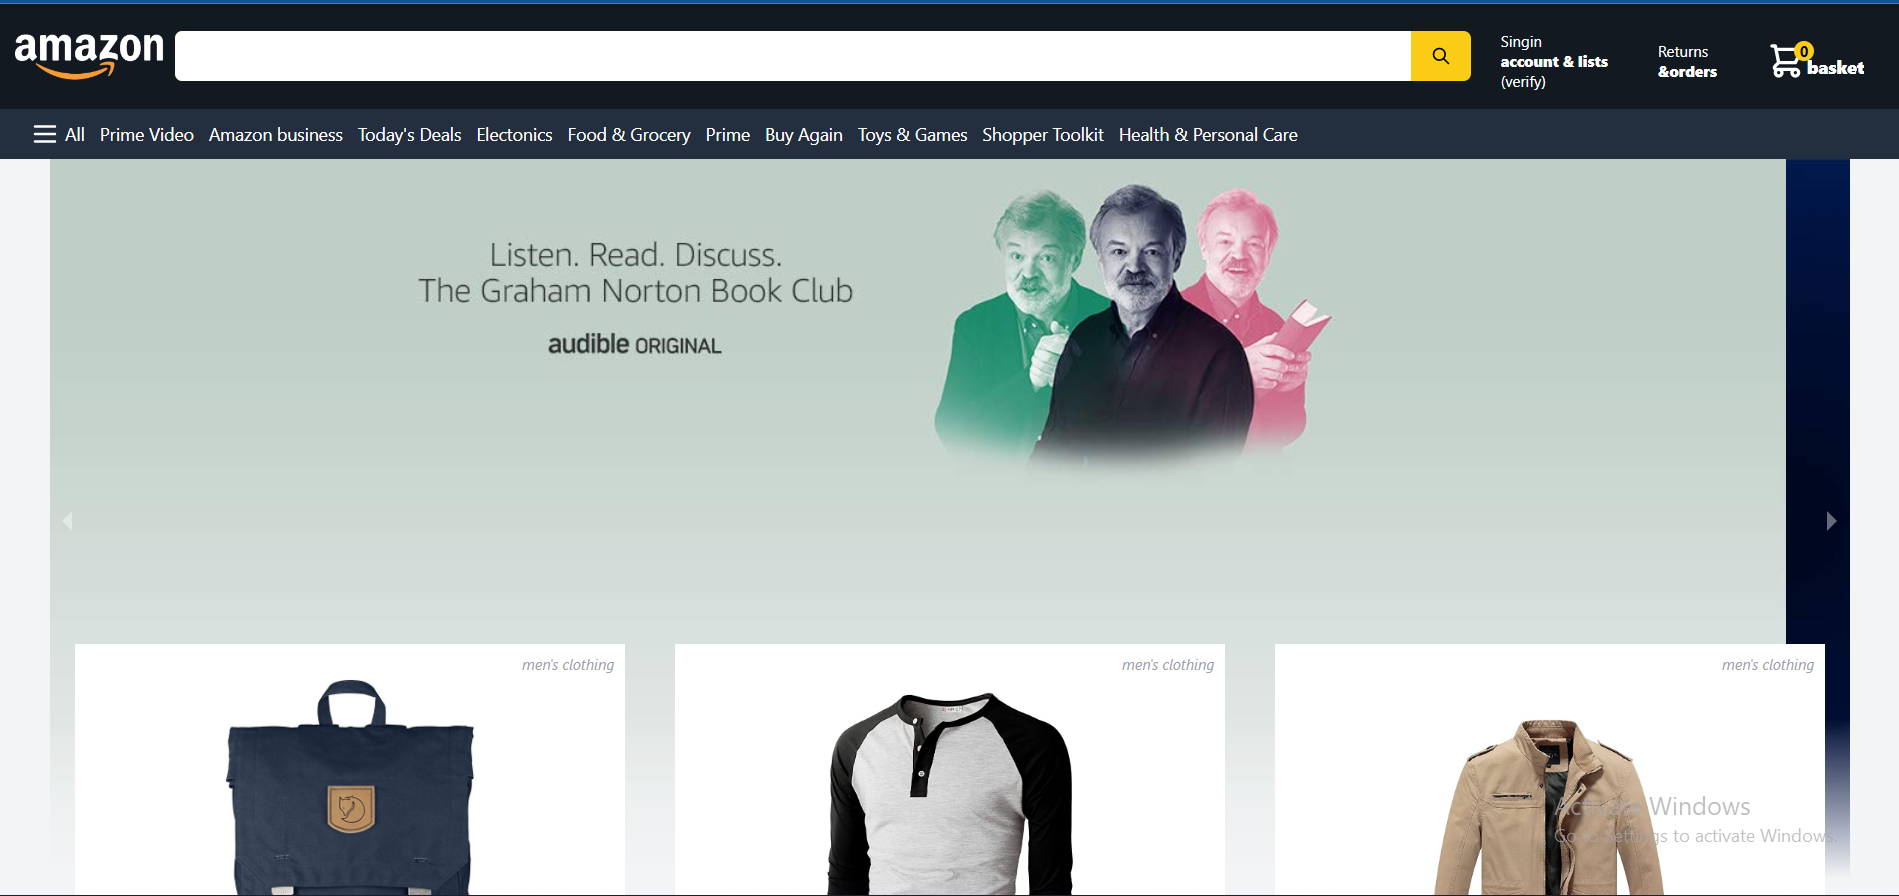 amazon
Singin
account & lists
(verify)
Returns
&orders
0
basket
All Prime Video Amazon business Today's Deals Electonics Food & Grocery Prime Buy Again Toys & Games Shopper Toolkit Health & Personal Care
Listen. Read. Discuss.
The Graham Norton Book Club
audible ORIGINAL
men's clothing men's clothing men's clothing
Activate Windows
Go to Settings to activate Windows.